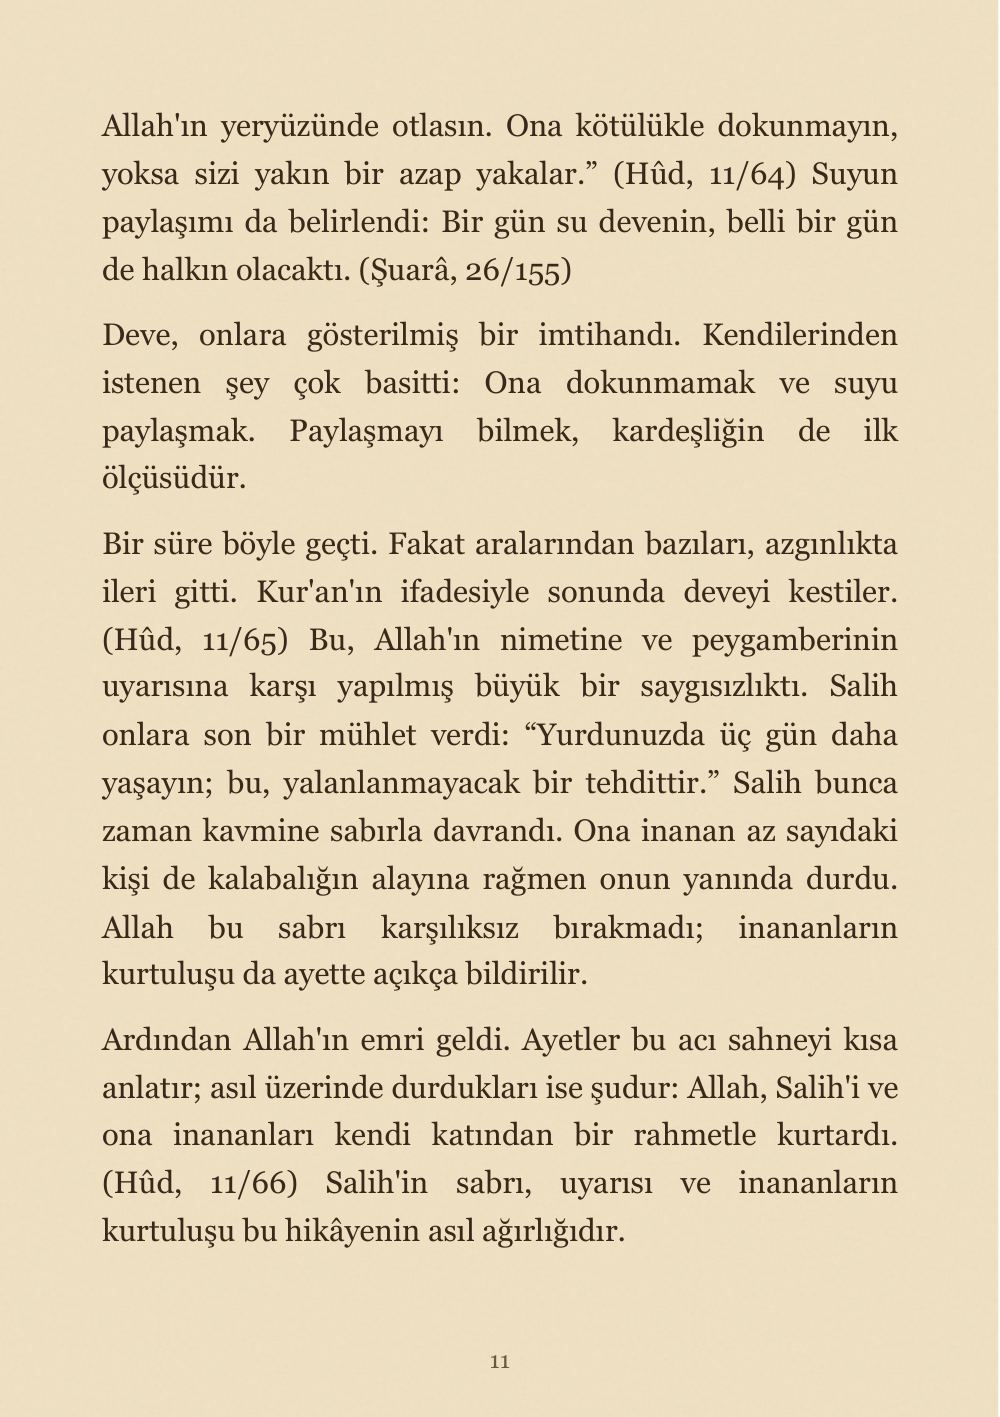 Allah'ın yeryüzünde otlasın. Ona kötülükle dokunmayın,
yoksa sizi yakın bir azap yakalar.” (Hûd, 11/64) Suyun
paylaşımı da belirlendi: Bir gün su devenin, belli bir gün
de halkın olacaktı. (Şuarâ, 26/155)
Deve, onlara gösterilmiş bir imtihandı. Kendilerinden
istenen şey çok basitti: Ona dokunmamak ve suyu
paylaşmak. Paylaşmayı bilmek, kardeşliğin de ilk
ölçüsüdür.
Bir süre böyle geçti. Fakat aralarından bazıları, azgınlıkta
ileri gitti. Kur'an'ın ifadesiyle sonunda deveyi kestiler.
(Hûd, 11/65) Bu, Allah'ın nimetine ve peygamberinin
uyarısına karşı yapılmış büyük bir saygısızlıktı. Salih
onlara son bir mühlet verdi: “Yurdunuzda üç gün daha
yaşayın; bu, yalanlanmayacak bir tehdittir.” Salih bunca
zaman kavmine sabırla davrandı. Ona inanan az sayıdaki
kişi de kalabalığın alayına rağmen onun yanında durdu.
Allah bu sabrı karşılıksız bırakmadı; inananların
kurtuluşu da ayette açıkça bildirilir.
Ardından Allah'ın emri geldi. Ayetler bu acı sahneyi kısa
anlatır; asıl üzerinde durdukları ise şudur: Allah, Salih'i ve
ona inananları kendi katından bir rahmetle kurtardı.
(Hûd, 11/66) Salih'in sabrı, uyarısı ve inananların
kurtuluşu bu hikâyenin asıl ağırlığıdır.
11